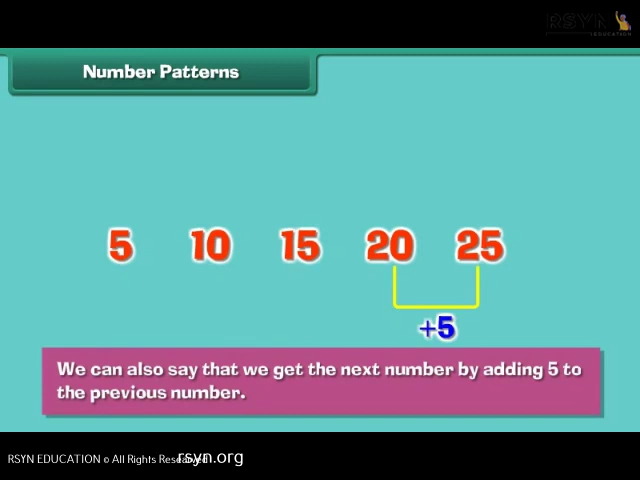 RSYN
EDUCATION
Number Patterns
5 10 15 20 25
+5
We can also say that we get the next number by adding 5 to
the previous number.
RSYN EDUCATION © All Rights Reserved
rsyn.org